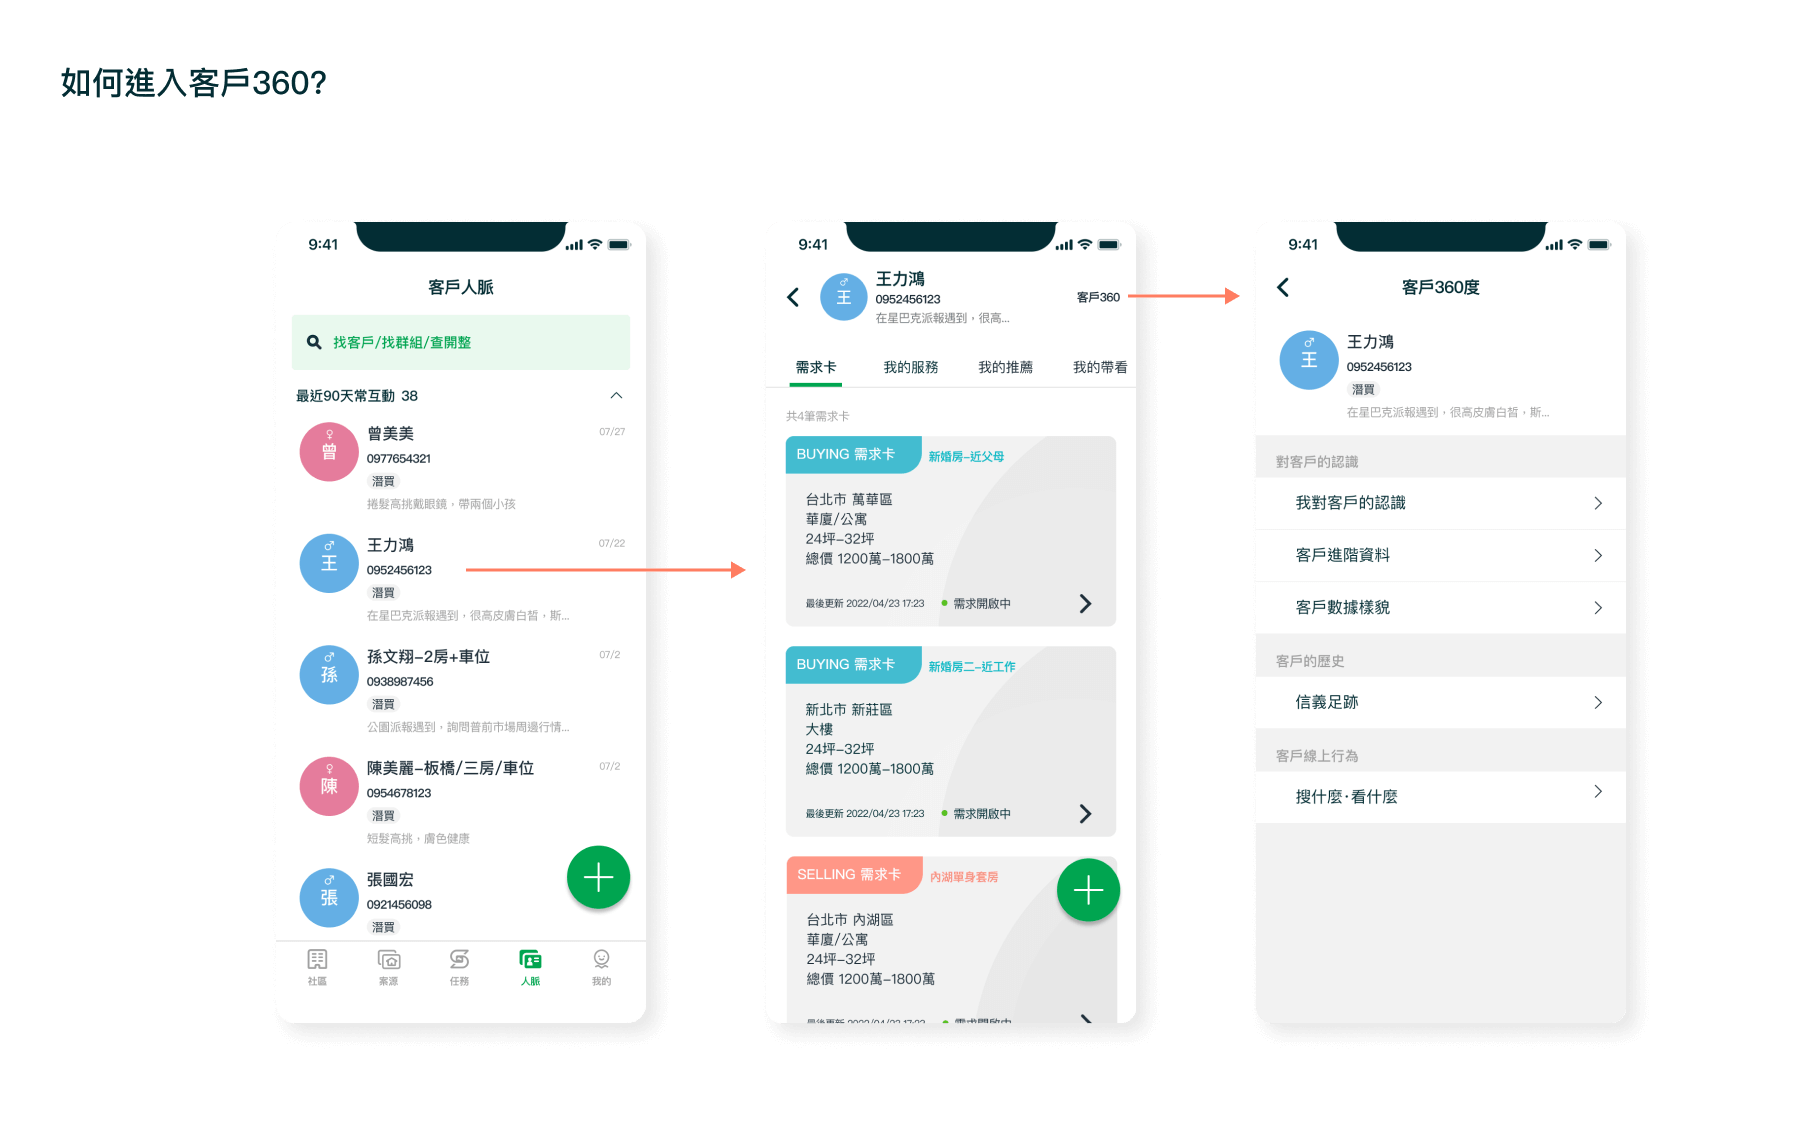 如何進入客戶360?
9:41
客戶人脈
找客戶/找群組/查開整
最近90天常互動 38
♀
曾
曾美美
07/27
0977654321
潛買
捲髮高挑戴眼鏡，帶兩個小孩
♂
王
王力鴻
07/22
0952456123
潛買
在星巴克派報遇到，很高皮膚白皙，斯...
♂
孫
孫文翔-2房+車位
07/2
0938987456
潛買
公園派報遇到，詢問普前市場周邊行情...
♀
陳
陳美麗-板橋/三房/車位
07/2
0954678123
潛買
短髮高挑，膚色健康
♂
張
張國宏
0921456098
潛買
社區
案源
任務
人脈
我的
9:41
♂
王
王力鴻
0952456123
在星巴克派報遇到，很高...
客戶360
需求卡
我的服務
我的推薦
我的帶看
共4筆需求卡
BUYING 需求卡
新婚房-近父母
台北市 萬華區
華廈/公寓
24坪-32坪
總價 1200萬-1800萬
最後更新 2022/04/23 17:23
需求開啟中
BUYING 需求卡
新婚房二-近工作
新北市 新莊區
大樓
24坪-32坪
總價 1200萬-1800萬
最後更新 2022/04/23 17:23
需求開啟中
SELLING 需求卡
內湖單身套房
台北市 內湖區
華廈/公寓
24坪-32坪
總價 1200萬-1800萬
最後更新 2022/04/23 17:23
需求開啟中
9:41
客戶360度
♂
王
王力鴻
0952456123
潛買
在星巴克派報遇到，很高皮膚白皙，斯...
對客戶的認識
我對客戶的認識
客戶進階資料
客戶數據樣貌
客戶的歷史
信義足跡
客戶線上行為
搜什麼·看什麼